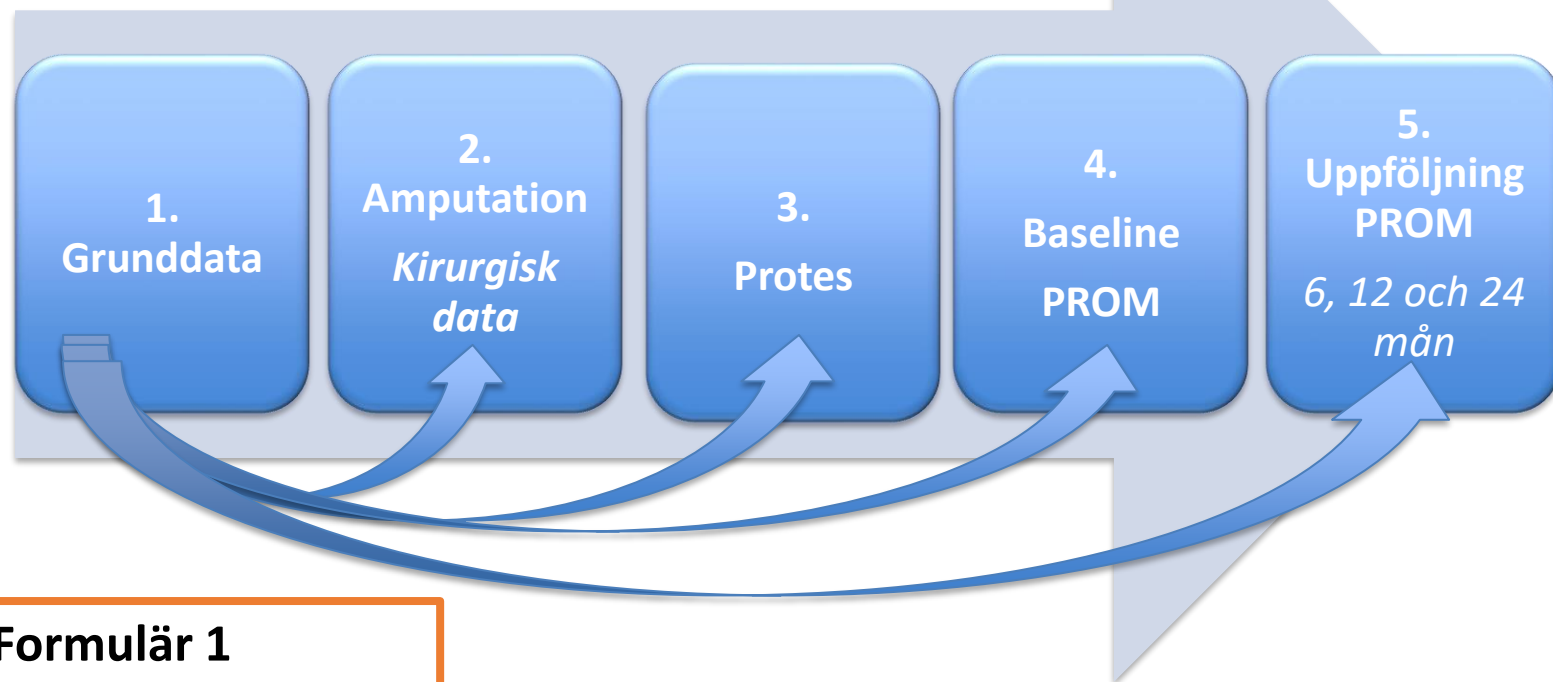 1.
Grunddata
2.
Amputation
Kirurgisk
data
3.
Protes
4.
Baseline
PROM
5.
Uppföljning
PROM
6, 12 och 24
mån
Formulär 1